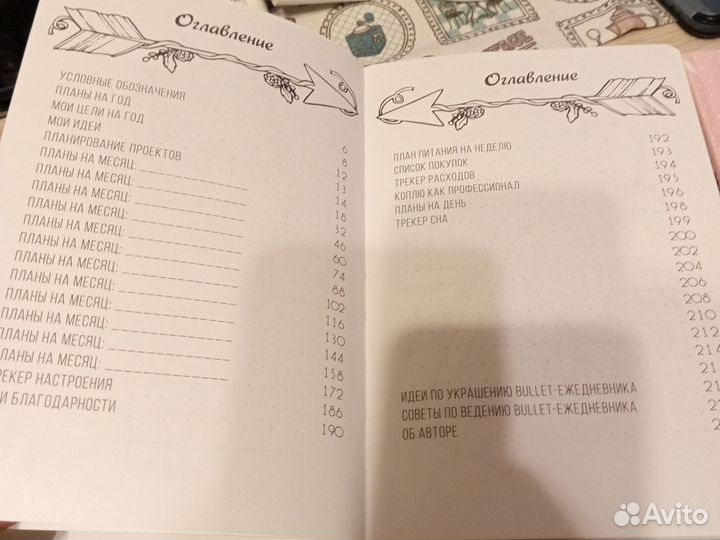 Оглавление
УСЛОВНЫЕ ОБОЗНАЧЕНИЯ 6
ПЛАНЫ НА ГОД 8
МОИ ЦЕЛИ НА ГОД 12
МОИ ИДЕИ 13
ПЛАНИРОВАНИЕ ПРОЕКТОВ 14
ПЛАНЫ НА МЕСЯЦ: 18
ПЛАНЫ НА МЕСЯЦ: 32
ПЛАНЫ НА МЕСЯЦ: 46
ПЛАНЫ НА МЕСЯЦ: 60
ПЛАНЫ НА МЕСЯЦ: 74
ПЛАНЫ НА МЕСЯЦ: 88
ПЛАНЫ НА МЕСЯЦ: 102
ПЛАНЫ НА МЕСЯЦ: 116
ПЛАНЫ НА МЕСЯЦ: 130
ПЛАНЫ НА МЕСЯЦ: 144
ПЛАНЫ НА МЕСЯЦ: 158
ПЛАНЫ НА МЕСЯЦ: 172
РЕКЕР НАСТРОЕНИЯ 186
И БЛАГОДАРНОСТИ 190
Оглавление
ПЛАН ПИТАНИЯ НА НЕДЕЛЮ 192
СПИСОК ПОКУПОК 193
ТРЕКЕР РАСХОДОВ 194
КОПЛЮ КАК ПРОФЕССИОНАЛ 195
ПЛАНЫ НА ДЕНЬ 196
ТРЕКЕР СНА 198
199
200
202
204
206
208
210
212
214
ИДЕИ ПО УКРАШЕНИЮ BULLET-ЕЖЕДНЕВНИКА
СОВЕТЫ ПО ВЕДЕНИЮ BULLET-ЕЖЕДНЕВНИКА
ОБ АВТОРЕ
Avito